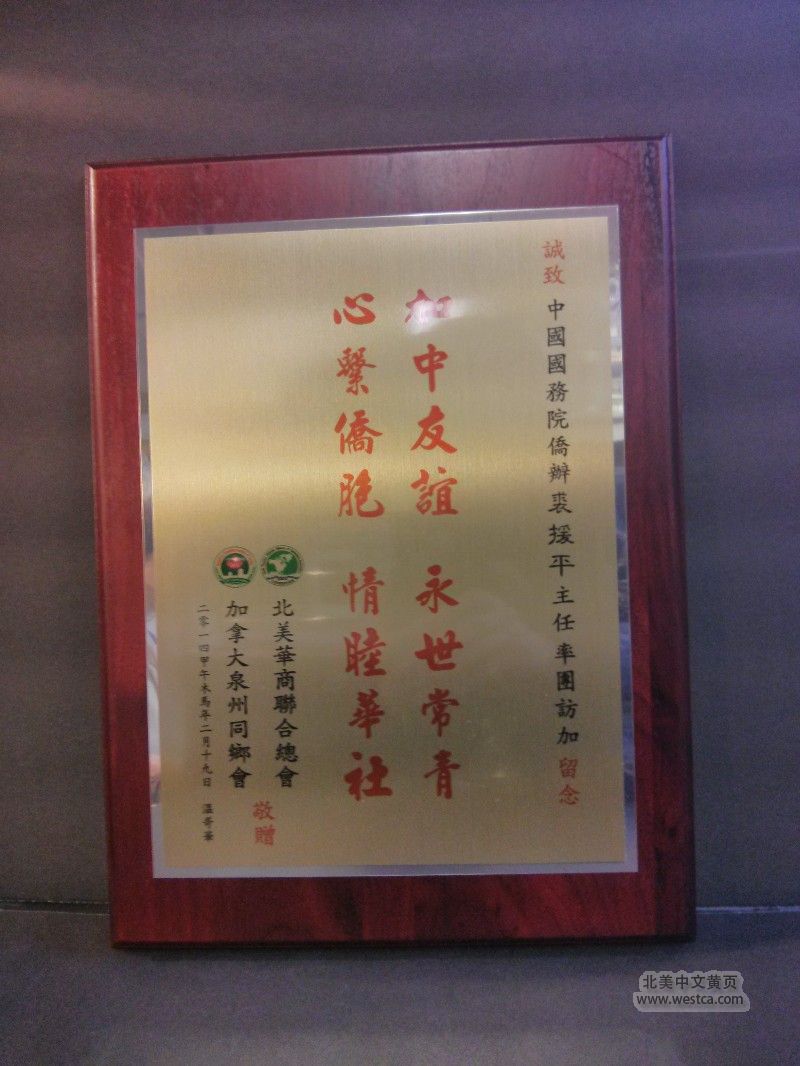 誠致 中國國務院僑辦裘援平主任率團訪加 留念
加中友誼 永世常青
心繫僑胞 情睦華社
北美華商聯合總會
加拿大泉州同鄉會
敬贈
二零一四甲午木馬年二月十九日 溫哥華
北美中文黄页
www.westca.com